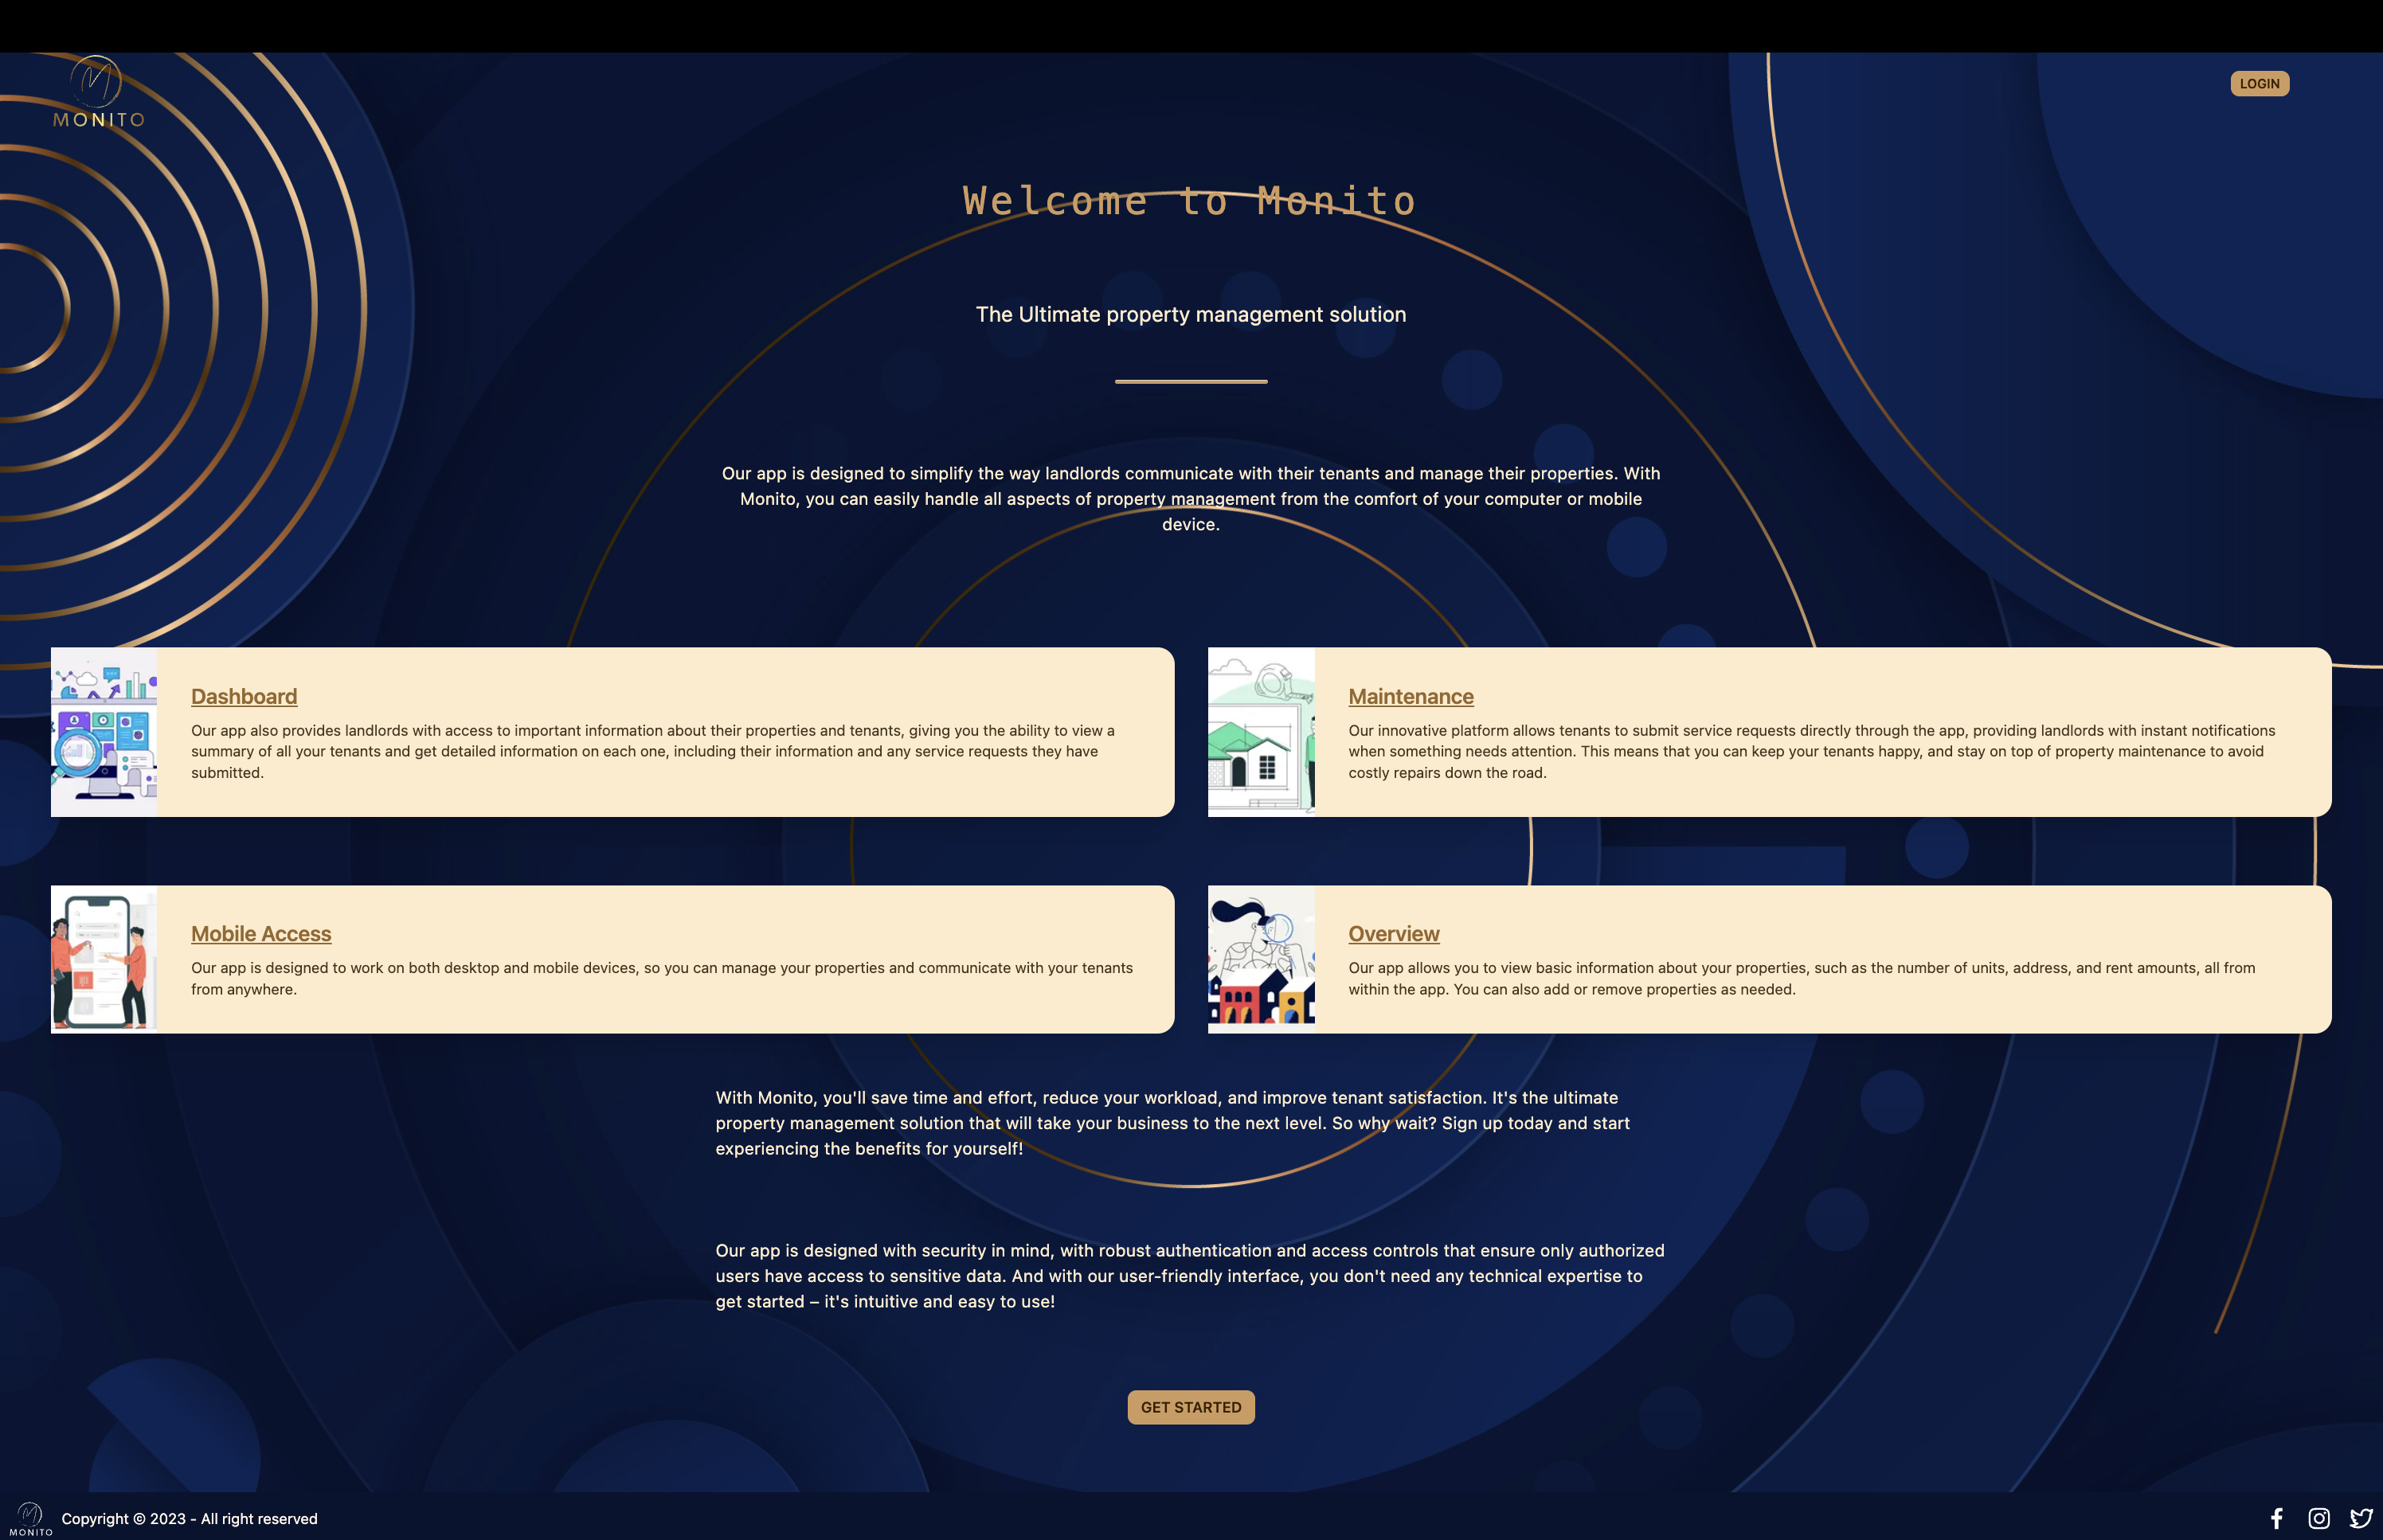 MONITO
LOGIN
Welcome to Monito
The Ultimate property management solution
Our app is designed to simplify the way landlords communicate with their tenants and manage their properties. With
Monito, you can easily handle all aspects of property management from the comfort of your computer or mobile
device.
Dashboard
Our app also provides landlords with access to important information about their properties and tenants, giving you the ability to view a
summary of all your tenants and get detailed information on each one, including their information and any service requests they have
submitted.
Maintenance
Our innovative platform allows tenants to submit service requests directly through the app, providing landlords with instant notifications
when something needs attention. This means that you can keep your tenants happy, and stay on top of property maintenance to avoid
costly repairs down the road.
Mobile Access
Our app is designed to work on both desktop and mobile devices, so you can manage your properties and communicate with your tenants
from anywhere.
Overview
Our app allows you to view basic information about your properties, such as the number of units, address, and rent amounts, all from
within the app. You can also add or remove properties as needed.
With Monito, you'll save time and effort, reduce your workload, and improve tenant satisfaction. It's the ultimate
property management solution that will take your business to the next level. So why wait? Sign up today and start
experiencing the benefits for yourself!
Our app is designed with security in mind, with robust authentication and access controls that ensure only authorized
users have access to sensitive data. And with our user-friendly interface, you don't need any technical expertise to
get started – it's intuitive and easy to use!
GET STARTED
MONITO
Copyright © 2023 - All right reserved